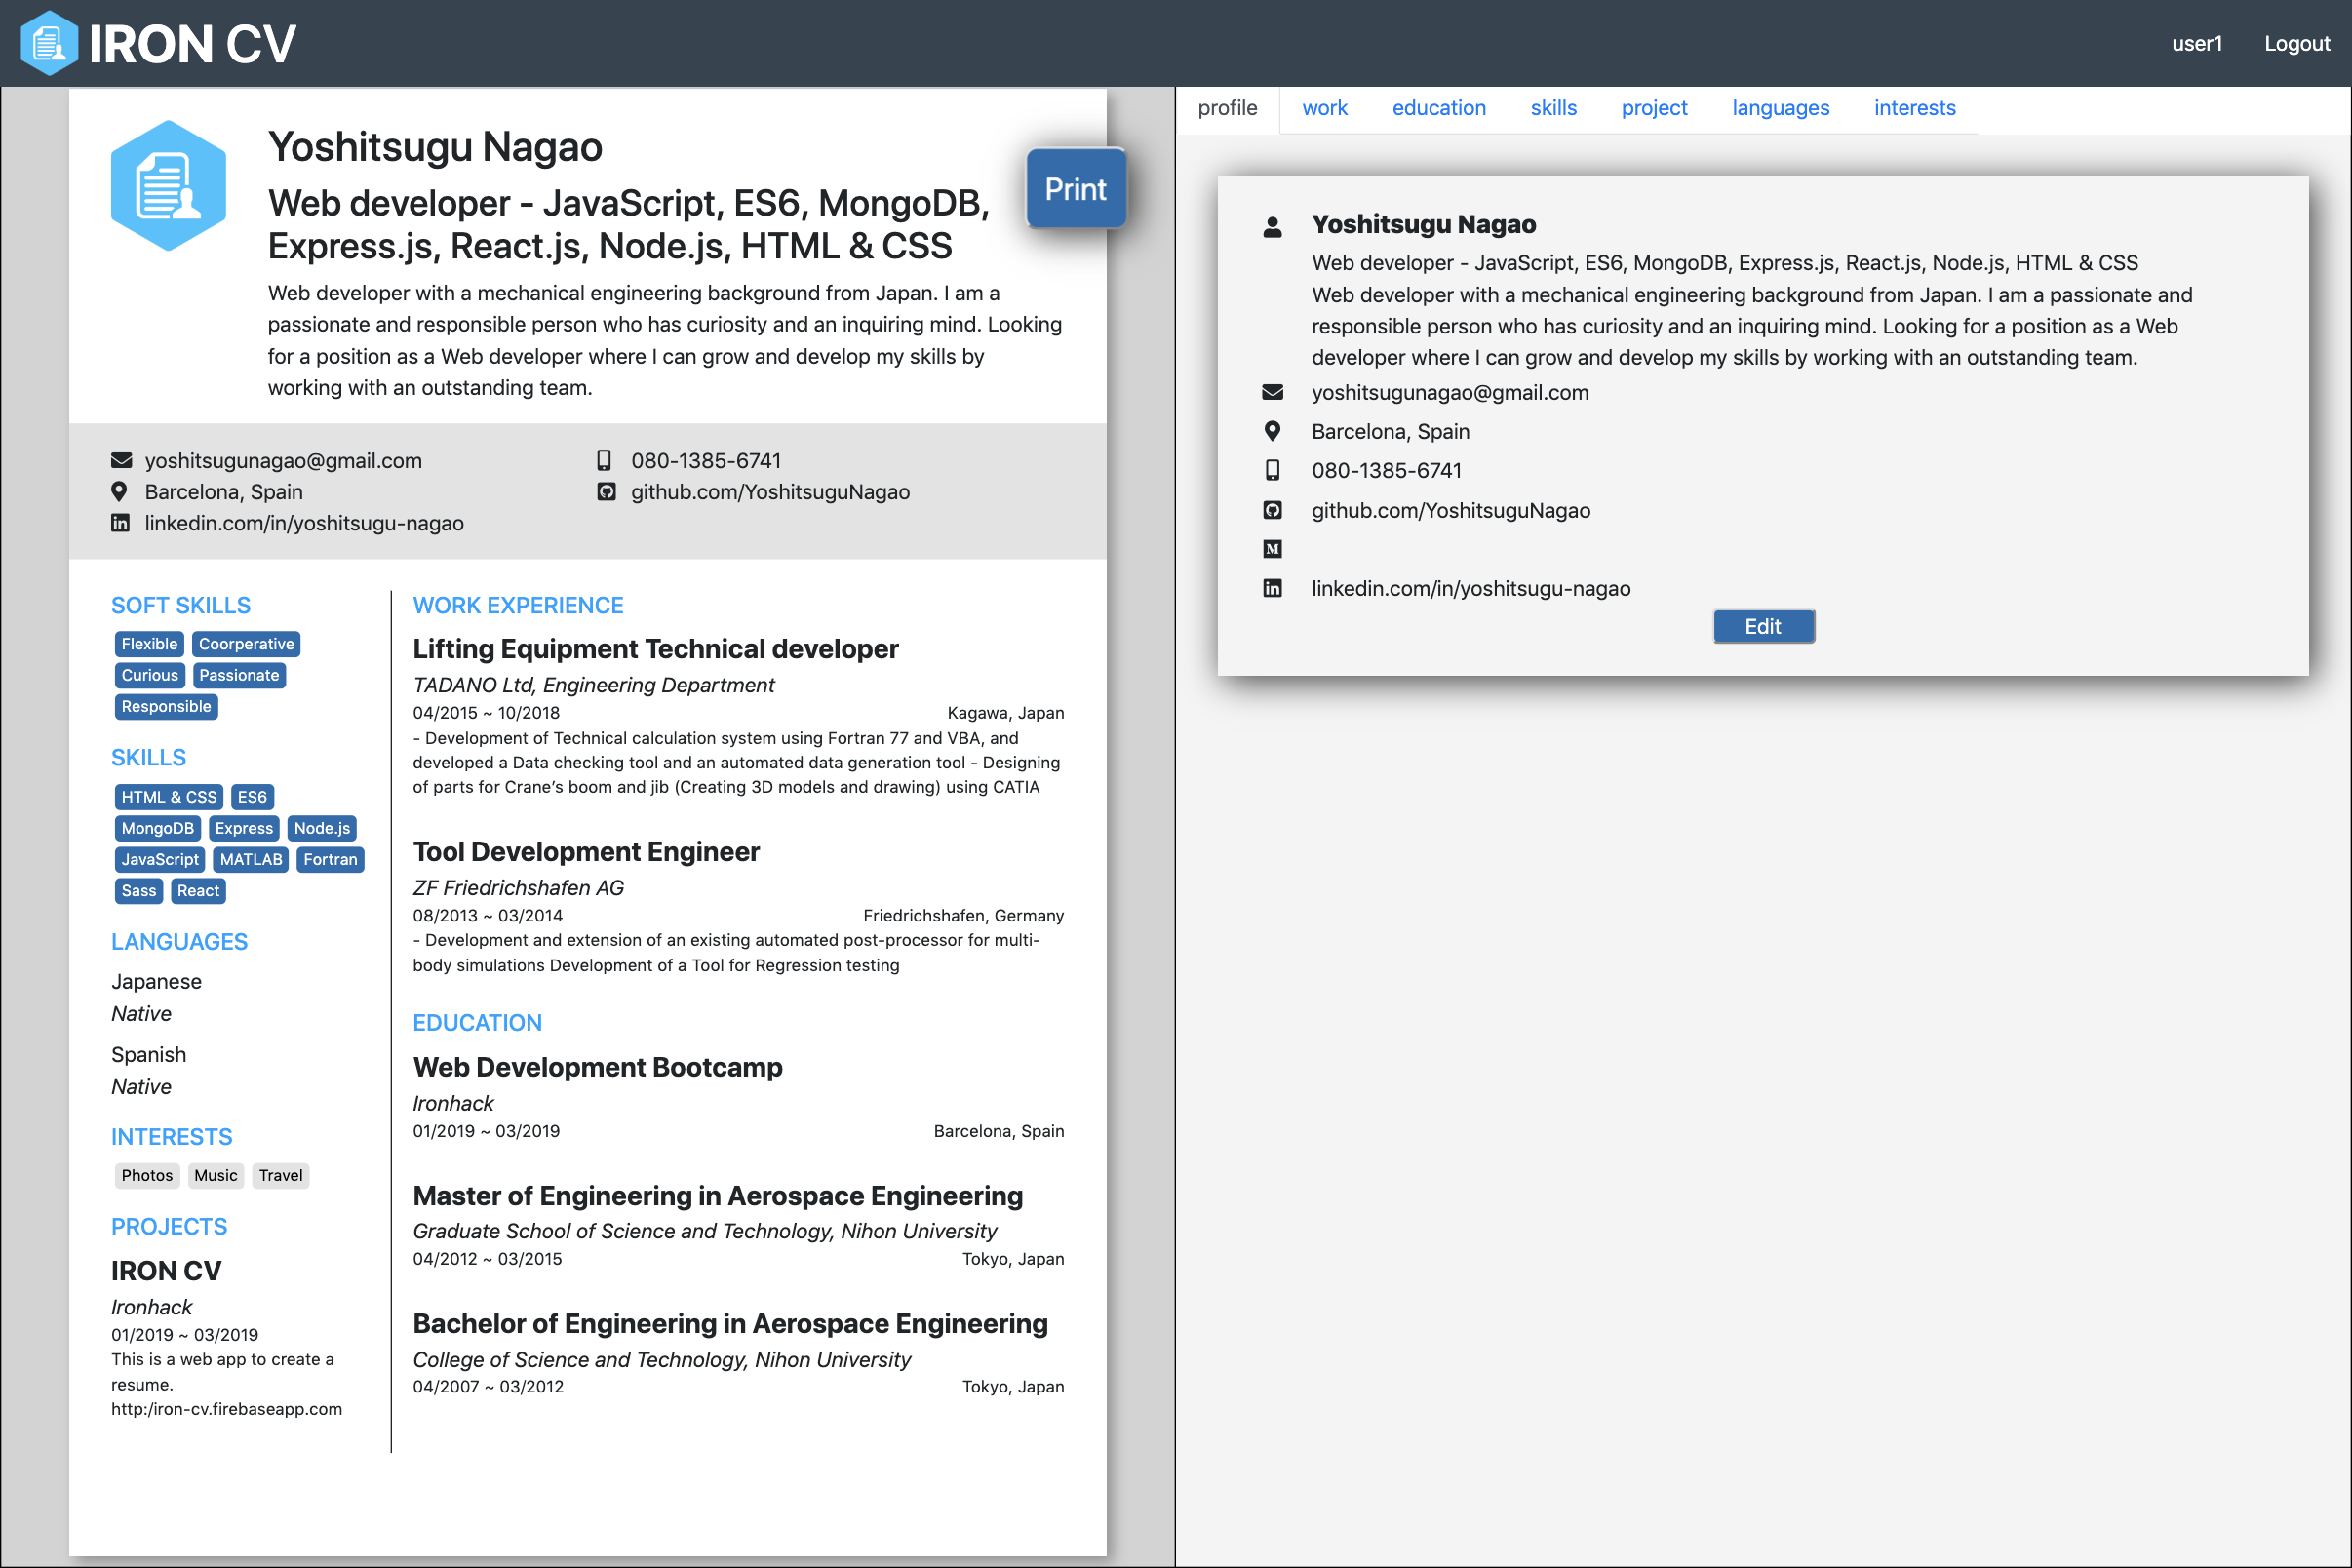 IRON CV
user1 Logout
Yoshitsugu Nagao
Web developer - JavaScript, ES6, MongoDB,
Express.js, React.js, Node.js, HTML & CSS
Web developer with a mechanical engineering background from Japan. I am a
passionate and responsible person who has curiosity and an inquiring mind. Looking
for a position as a Web developer where I can grow and develop my skills by
working with an outstanding team.
Print
yoshitsugunagao@gmail.com
080-1385-6741
Barcelona, Spain
github.com/YoshitsuguNagao
linkedin.com/in/yoshitsugu-nagao
SOFT SKILLS
Flexible Coorperative
Curious Passionate
Responsible
SKILLS
HTML & CSS ES6
MongoDB Express Node.js
JavaScript MATLAB Fortran
Sass React
LANGUAGES
Japanese
Native
Spanish
Native
INTERESTS
Photos Music Travel
PROJECTS
IRON CV
Ironhack
01/2019 ~ 03/2019
This is a web app to create a
resume.
http:/iron-cv.firebaseapp.com
WORK EXPERIENCE
Lifting Equipment Technical developer
TADANO Ltd, Engineering Department
04/2015 ~ 10/2018 Kagawa, Japan
- Development of Technical calculation system using Fortran 77 and VBA, and
developed a Data checking tool and an automated data generation tool - Designing
of parts for Crane’s boom and jib (Creating 3D models and drawing) using CATIA
Tool Development Engineer
ZF Friedrichshafen AG
08/2013 ~ 03/2014 Friedrichshafen, Germany
- Development and extension of an existing automated post-processor for multi-
body simulations Development of a Tool for Regression testing
EDUCATION
Web Development Bootcamp
Ironhack
01/2019 ~ 03/2019 Barcelona, Spain
Master of Engineering in Aerospace Engineering
Graduate School of Science and Technology, Nihon University
04/2012 ~ 03/2015 Tokyo, Japan
Bachelor of Engineering in Aerospace Engineering
College of Science and Technology, Nihon University
04/2007 ~ 03/2012 Tokyo, Japan
profile work education skills project languages interests
Yoshitsugu Nagao
Web developer - JavaScript, ES6, MongoDB, Express.js, React.js, Node.js, HTML & CSS
Web developer with a mechanical engineering background from Japan. I am a passionate and
responsible person who has curiosity and an inquiring mind. Looking for a position as a Web
developer where I can grow and develop my skills by working with an outstanding team.
yoshitsugunagao@gmail.com
Barcelona, Spain
080-1385-6741
github.com/YoshitsuguNagao
linkedin.com/in/yoshitsugu-nagao
Edit